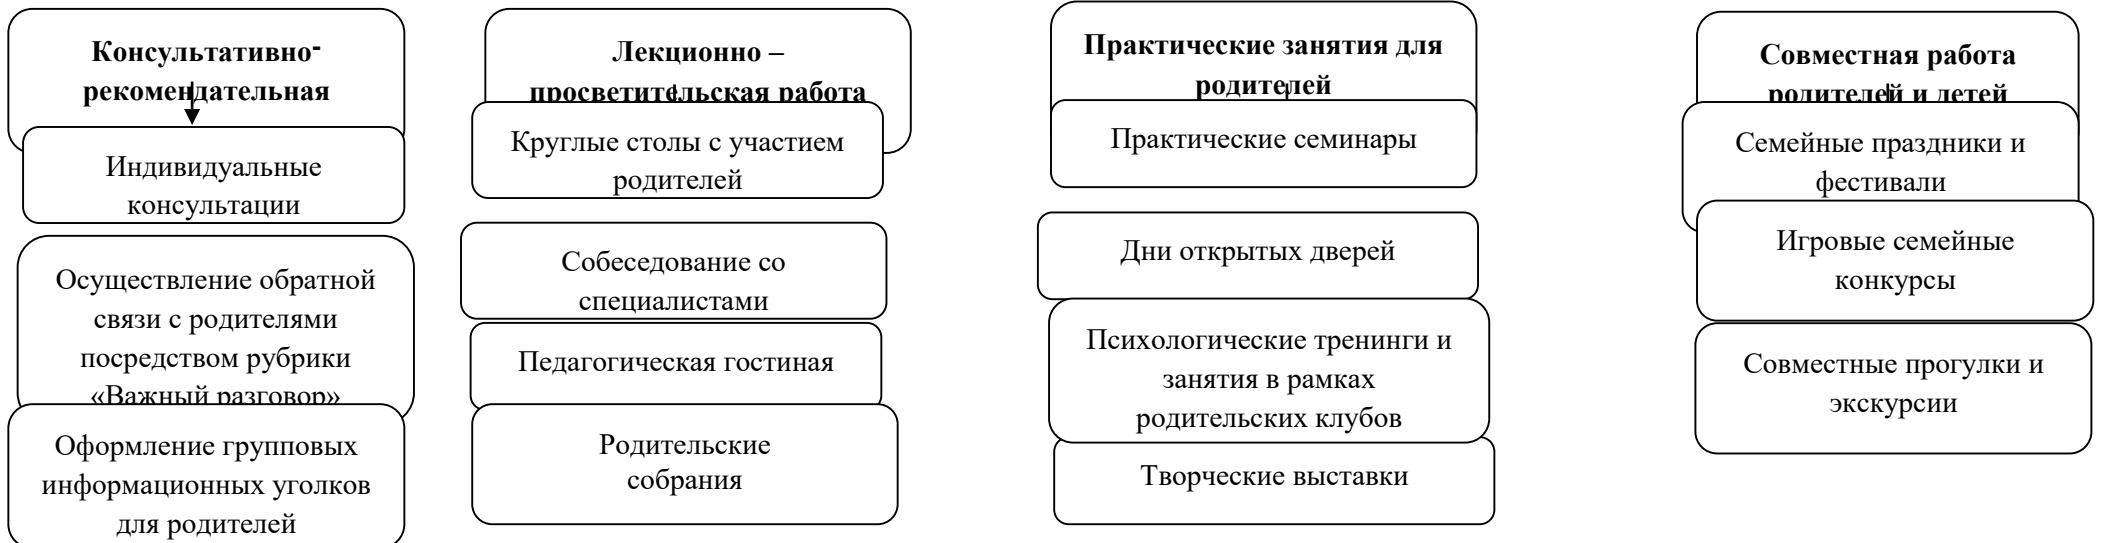 Консультативно-
рекомендательная
Индивидуальные
консультации
Осуществление обратной
связи с родителями
посредством рубрики
«Важный разговор»
Оформление групповых
информационных уголков
для родителей
Лекционно –
просветительская работа
Круглые столы с участием
родителей
Собеседование со
специалистами
Педагогическая гостиная
Родительские
собрания
Практические занятия для
родителей
Практические семинары
Дни открытых дверей
Психологические тренинги и
занятия в рамках
родительских клубов
Творческие выставки
Совместная работа
родителей и детей
Семейные праздники и
фестивали
Игровые семейные
конкурсы
Совместные прогулки и
экскурсии